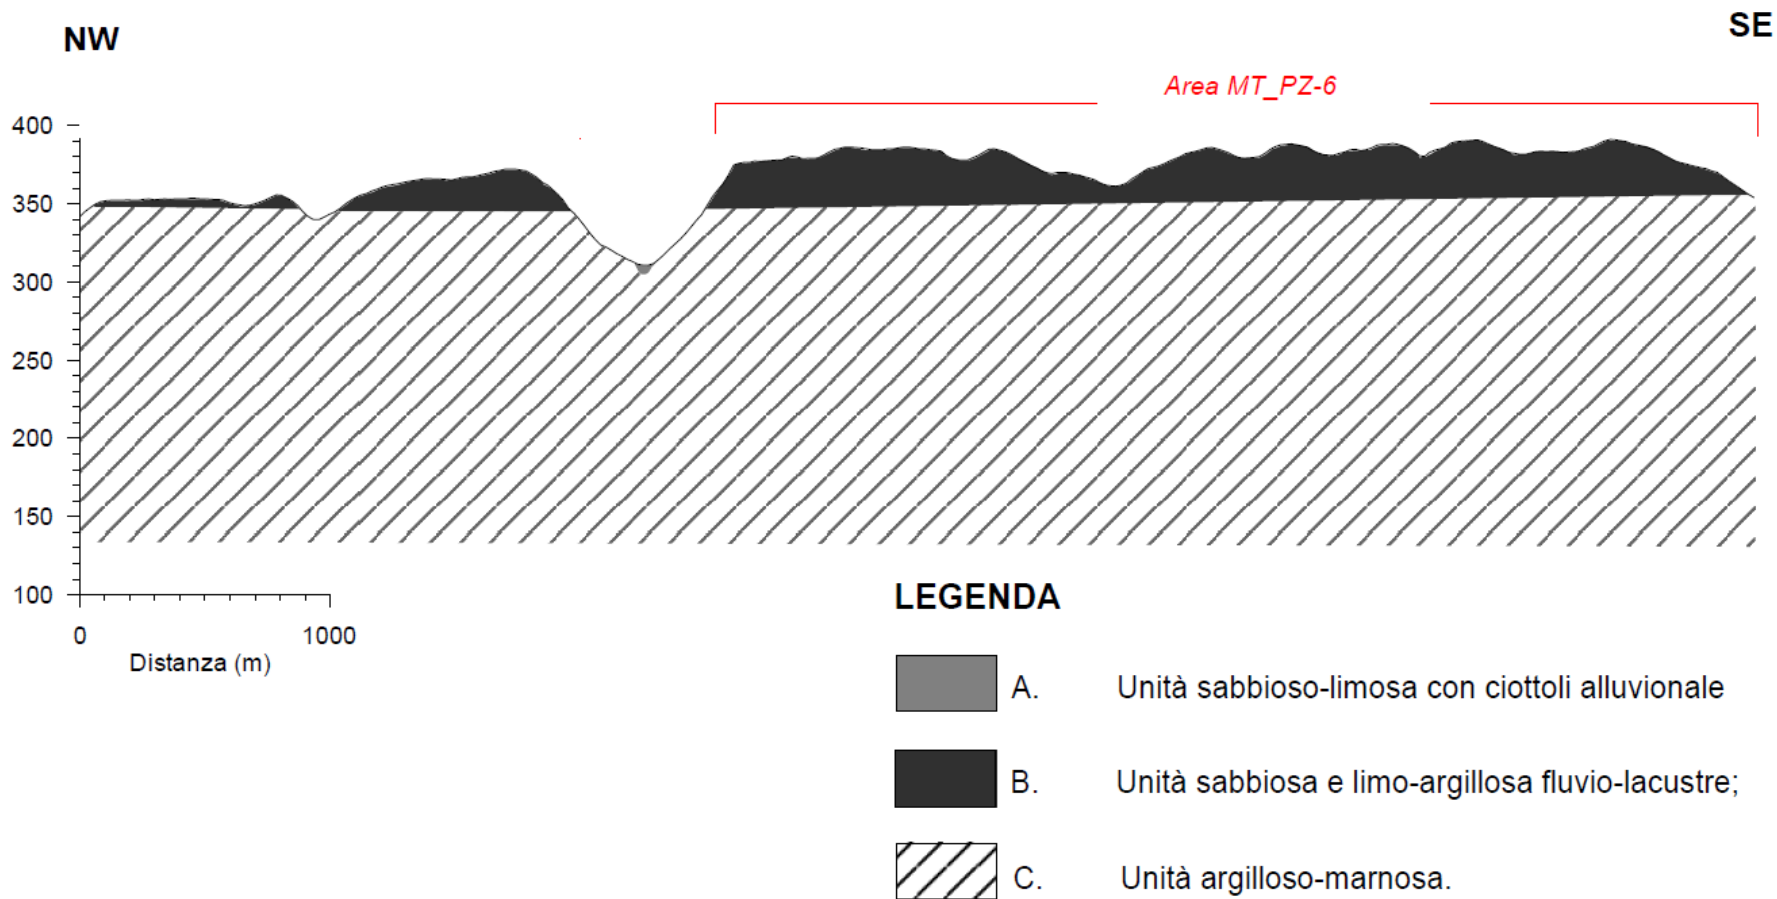 NW
SE
Area MT_PZ-6
400
350
300
250
200
150
100
0
1000
Distanza (m)
LEGENDA
A. Unità sabbioso-limosa con ciottoli alluvionale
B. Unità sabbiosa e limo-argillosa fluvio-lacustre;
C. Unità argilloso-marnosa.